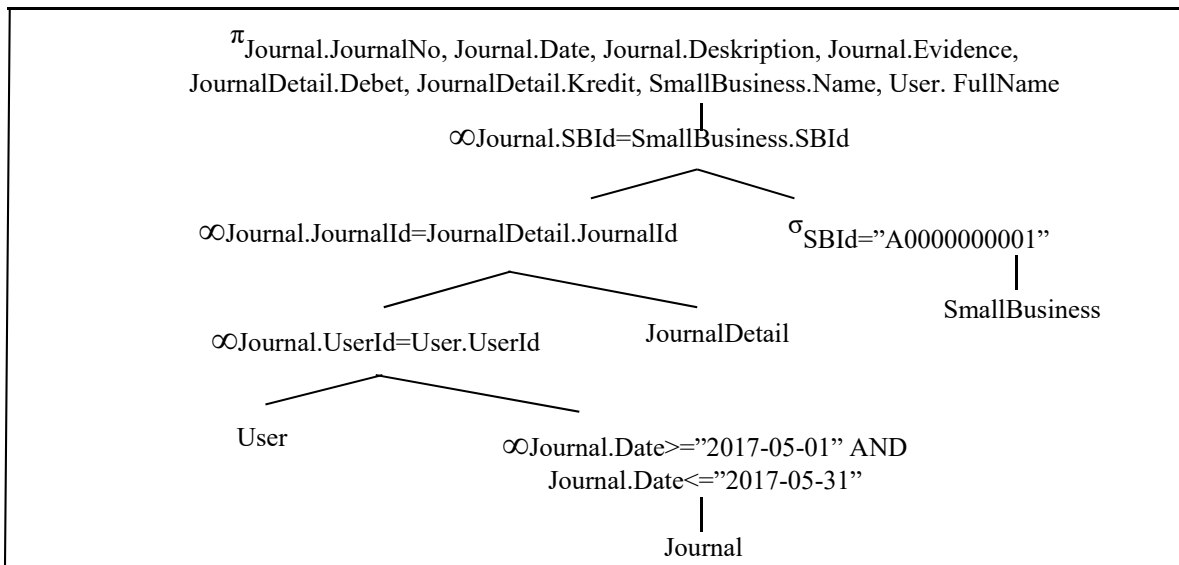 πJournal.JournalNo, Journal.Date, Journal.Deskription, Journal.Evidence,
JournalDetail.Debet, JournalDetail.Kredit, SmallBusiness.Name, User. FullName
∞Journal.SBId=SmallBusiness.SBId
∞Journal.JournalId=JournalDetail.JournalId
σSBId=”A0000000001”
SmallBusiness
∞Journal.UserId=User.UserId
JournalDetail
User
∞Journal.Date>=”2017-05-01” AND
Journal.Date<=”2017-05-31”
Journal